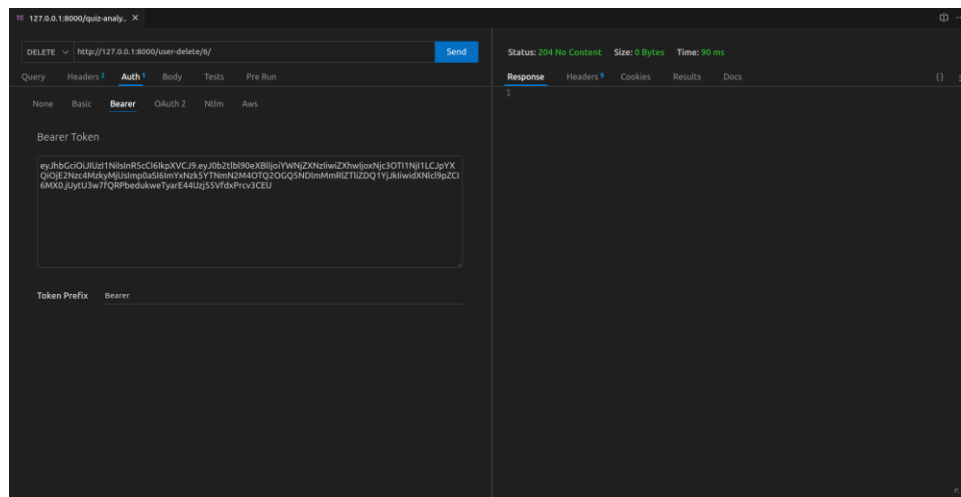 TC 127.0.0.1:8000/quiz-analy..
DELETE http://127.0.0.1:8000/user-delete/6/ Send
Status: 204 No Content Size: 0 Bytes Time: 90 ms
Query Headers 2 Auth 1 Body Tests Pre Run
Response Headers 9 Cookies Results Docs {}
1
None Basic Bearer OAuth 2 Ntlm Aws
Bearer Token
Token Prefix Bearer